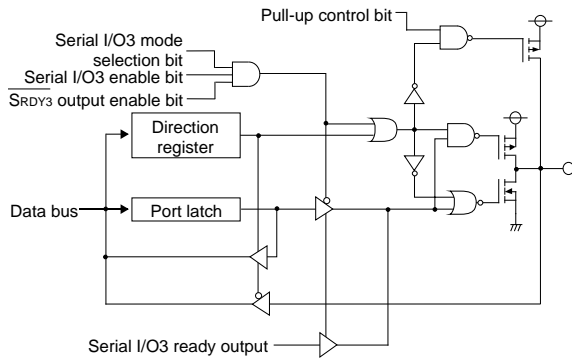 Pull-up control bit
Serial I/O3 mode
selection bit
Serial I/O3 enable bit
SRDY3 output enable bit
Direction
register
Data bus
Port latch
Serial I/O3 ready output